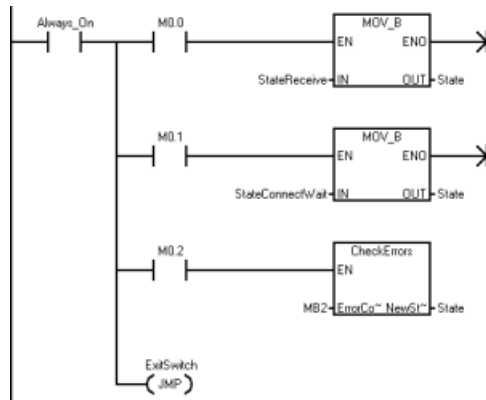 Always_On M0.0 MOV_B
EN ENO
StateReceive IN OUT State
M0.1 MOV_B
EN ENO
StateConnectWait IN OUT State
M0.2 CheckErrors
EN
MB2 ErrorCo~ NewSt~ State
ExitSwitch
JMP